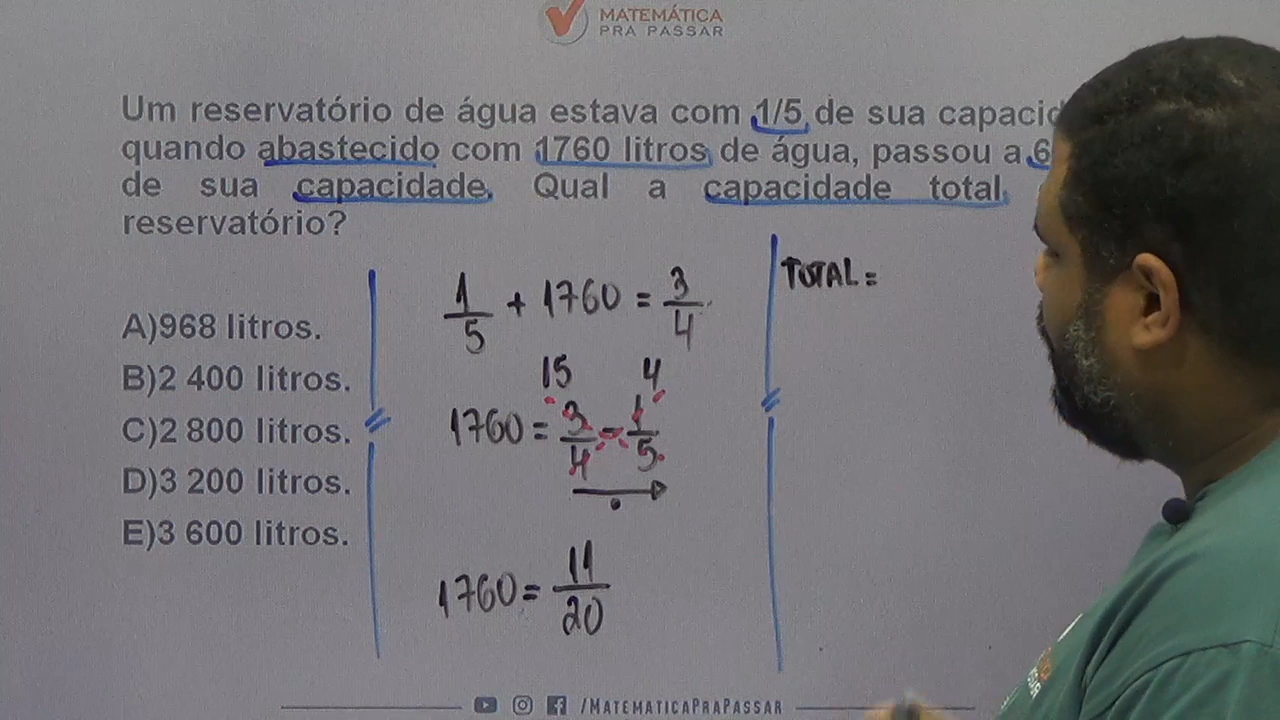 MATEMÁTICA
PRA PASSAR
Um reservatório de água estava com 1/5 de sua capacid
quando abastecido com 1760 litros de água, passou a 6
de sua capacidade. Qual a capacidade total
reservatório?
A)968 litros.
B)2 400 litros.
C)2 800 litros.
D)3 200 litros.
E)3 600 litros.
1/5 + 1760 = 3/4
15 4
1760 = 3/4 - 1/5
1760 = 11/20
TOTAL =
/MATEMATICAPRAPASSAR